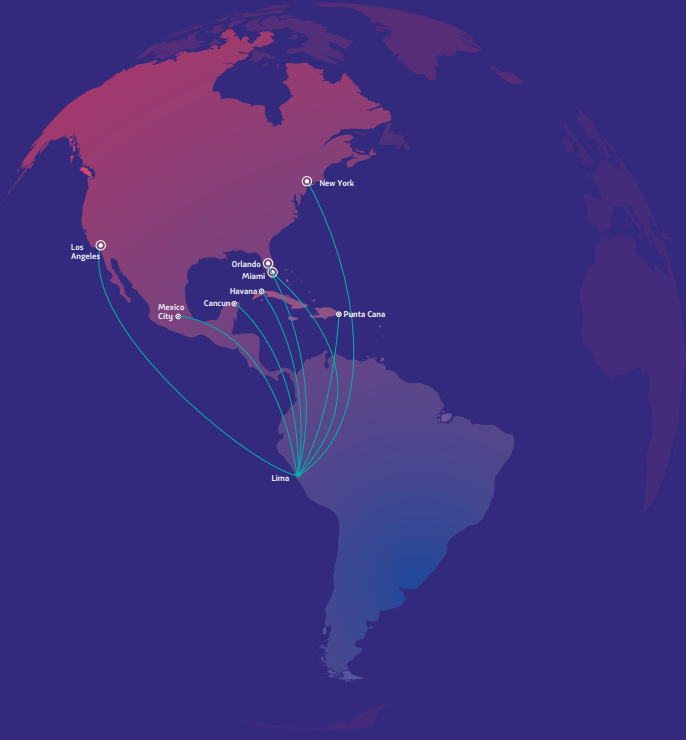 New York
Los
Angeles
Orlando
Miami
Havana
Cancun
Mexico
City
Punta Cana
Lima